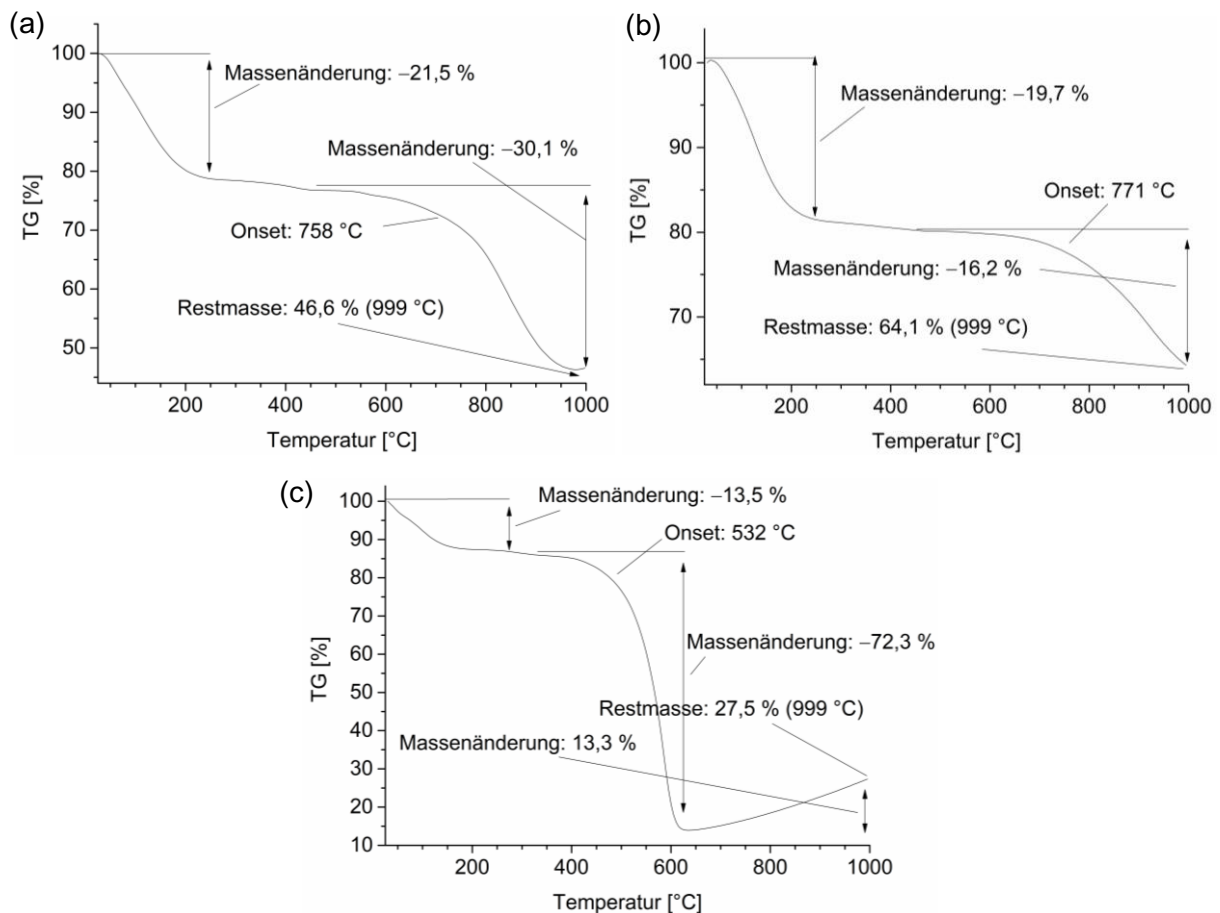 (a)
100
90
80
70
60
50
TG [%]
Massenänderung: –21,5 %
Massenänderung: –30,1 %
Onset: 758 °C
Restmasse: 46,6 % (999 °C)
200
400
600
800
1000
Temperatur [°C]
(b)
100
90
80
70
TG [%]
Massenänderung: –19,7 %
Onset: 771 °C
Massenänderung: –16,2 %
Restmasse: 64,1 % (999 °C)
200
400
600
800
1000
Temperatur [°C]
(c)
100
90
80
70
60
50
40
30
20
10
TG [%]
Massenänderung: –13,5 %
Onset: 532 °C
Massenänderung: –72,3 %
Restmasse: 27,5 % (999 °C)
Massenänderung: 13,3 %
200
400
600
800
1000
Temperatur [°C]